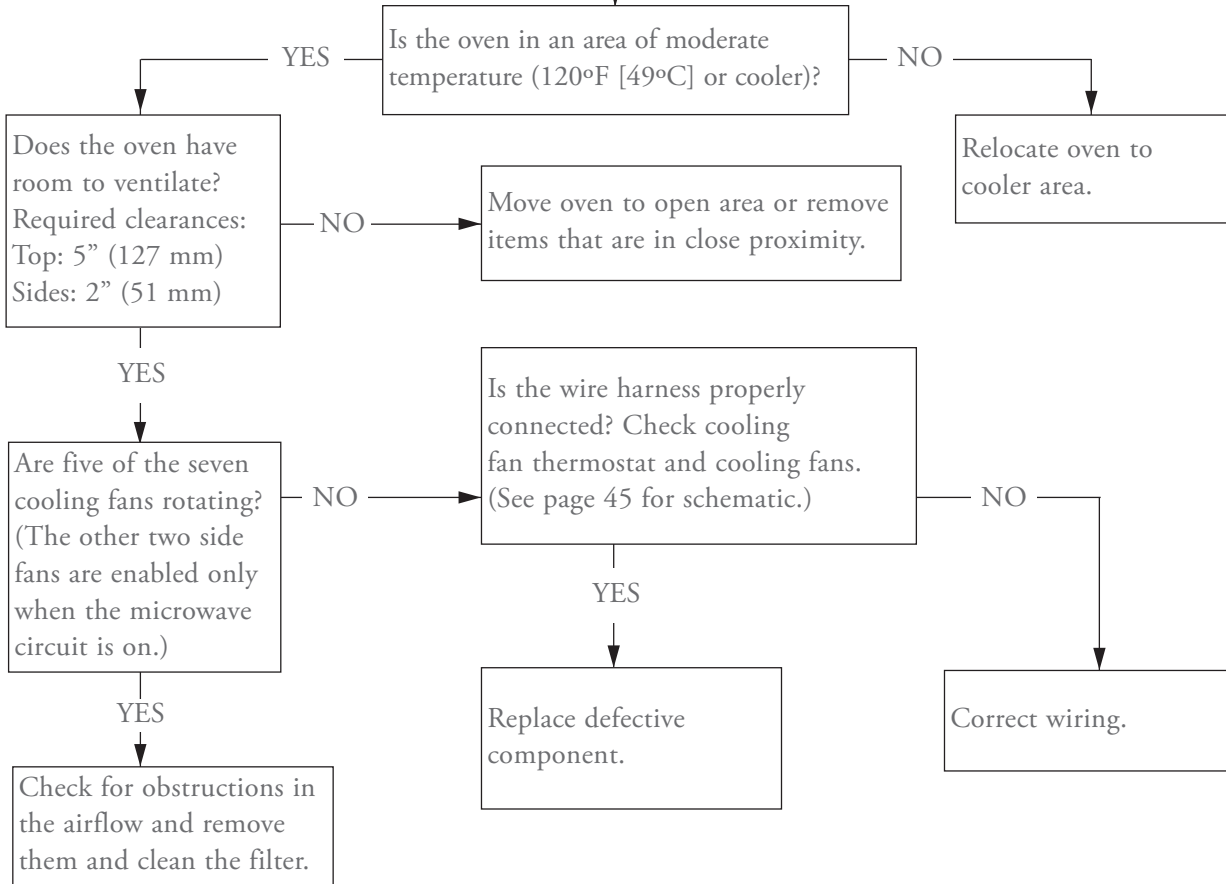 Is the oven in an area of moderate
temperature (120ºF [49ºC] or cooler)?
YES
NO
Does the oven have
room to ventilate?
Required clearances:
Top: 5” (127 mm)
Sides: 2” (51 mm)
NO
Move oven to open area or remove
items that are in close proximity.
Relocate oven to
cooler area.
YES
Are five of the seven
cooling fans rotating?
(The other two side
fans are enabled only
when the microwave
circuit is on.)
NO
Is the wire harness properly
connected? Check cooling
fan thermostat and cooling fans.
(See page 45 for schematic.)
NO
YES
YES
Replace defective
component.
Correct wiring.
Check for obstructions in
the airflow and remove
them and clean the filter.